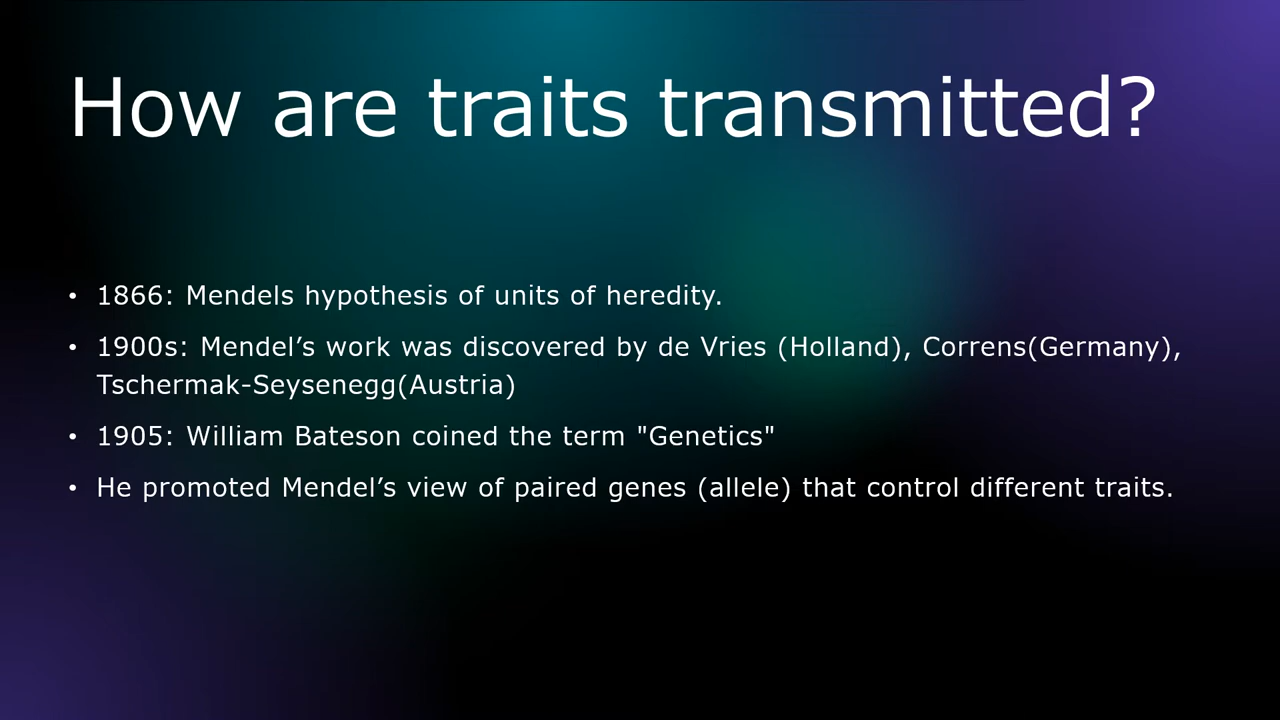 How are traits transmitted?
• 1866: Mendels hypothesis of units of heredity.
• 1900s: Mendel’s work was discovered by de Vries (Holland), Correns(Germany),
Tschermak-Seysenegg(Austria)
• 1905: William Bateson coined the term "Genetics"
• He promoted Mendel’s view of paired genes (allele) that control different traits.